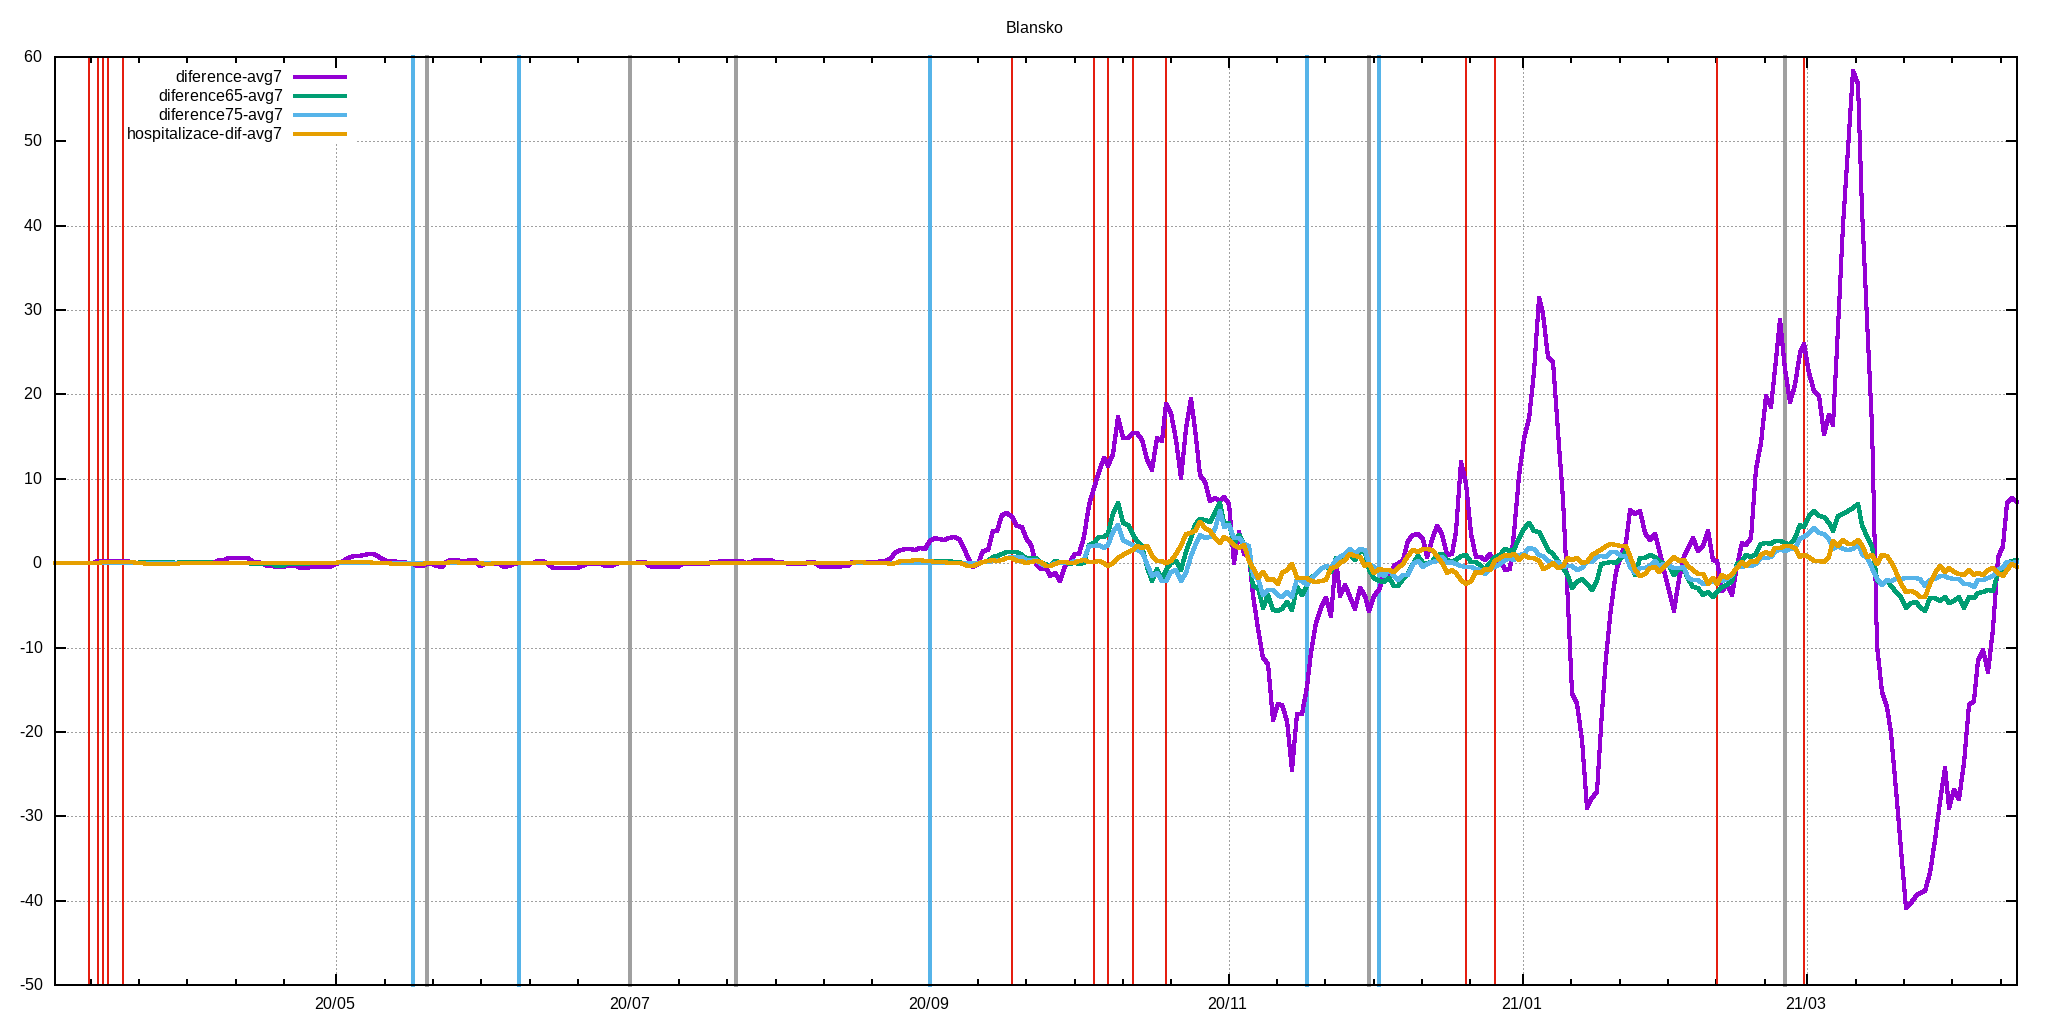 Blansko
60
diference-avg7
diference65-avg7
diference75-avg7
hospitalizace-dif-avg7
50
40
30
20
10
0
-10
-20
-30
-40
-50
20/05 20/07 20/09 20/11 21/01 21/03